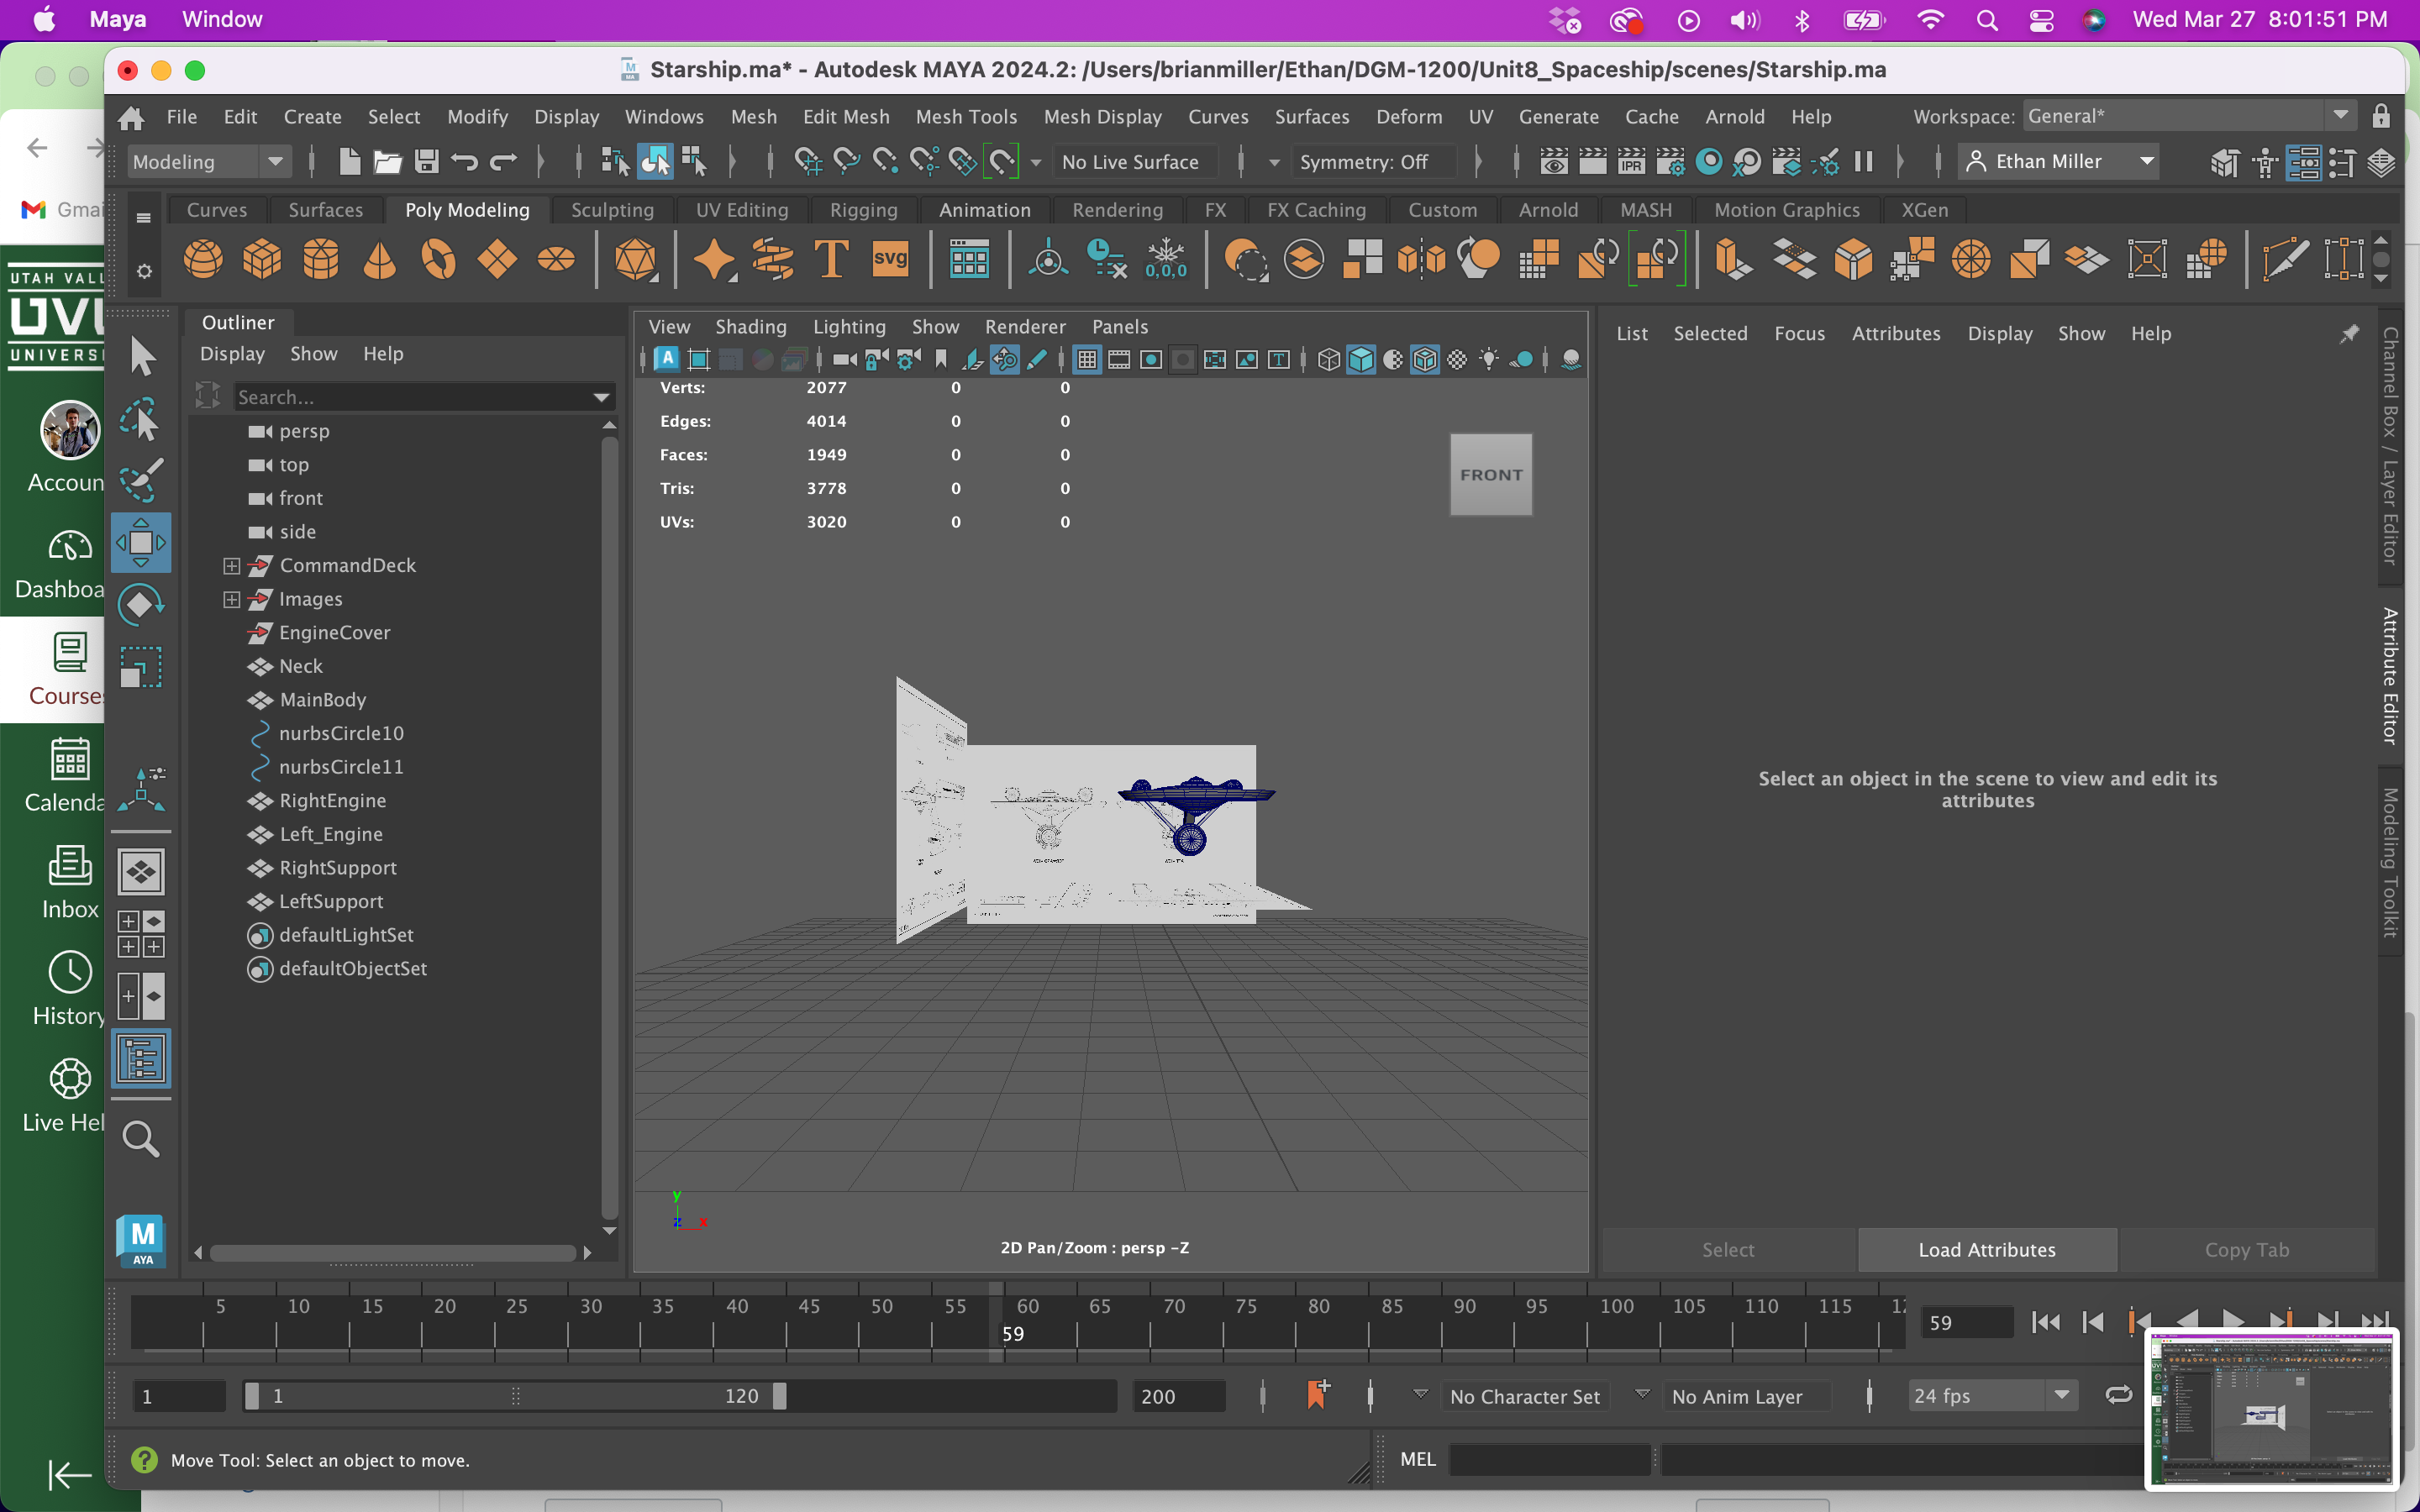 Maya Window Wed Mar 27 8:01:51 PM
Starship.ma* - Autodesk MAYA 2024.2: /Users/brianmiller/Ethan/DGM-1200/Unit8_Spaceship/scenes/Starship.ma
File Edit Create Select Modify Display Windows Mesh Edit Mesh Mesh Tools Mesh Display Curves Surfaces Deform UV Generate Cache Arnold Help Workspace: General*
Modeling No Live Surface Symmetry: Off IPR Ethan Miller
Curves Surfaces Poly Modeling Sculpting UV Editing Rigging Animation Rendering FX FX Caching Custom Arnold MASH Motion Graphics XGen
T svg 0,0,0
Gmai
UTAH VALL
UVU
UNIVERS
Accoun
Dashboa
Courses
Calenda
Inbox
History
Live Hel
Outliner
Display Show Help
Search...
persp
top
front
side
CommandDeck
Images
EngineCover
Neck
MainBody
nurbsCircle10
nurbsCircle11
RightEngine
Left_Engine
RightSupport
LeftSupport
defaultLightSet
defaultObjectSet
M
AYA
View Shading Lighting Show Renderer Panels
Verts: 2077 0 0
Edges: 4014 0 0
Faces: 1949 0 0
Tris: 3778 0 0
UVs: 3020 0 0
FRONT
y
z x
2D Pan/Zoom : persp -Z
List Selected Focus Attributes Display Show Help
Select an object in the scene to view and edit its
attributes
Select Load Attributes Copy Tab
Channel Box / Layer Editor
Attribute Editor
Modeling Toolkit
5 10 15 20 25 30 35 40 45 50 55 60 65 70 75 80 85 90 95 100 105 110 115 12
59
59
1 1 120 200 No Character Set No Anim Layer 24 fps
Move Tool: Select an object to move. MEL